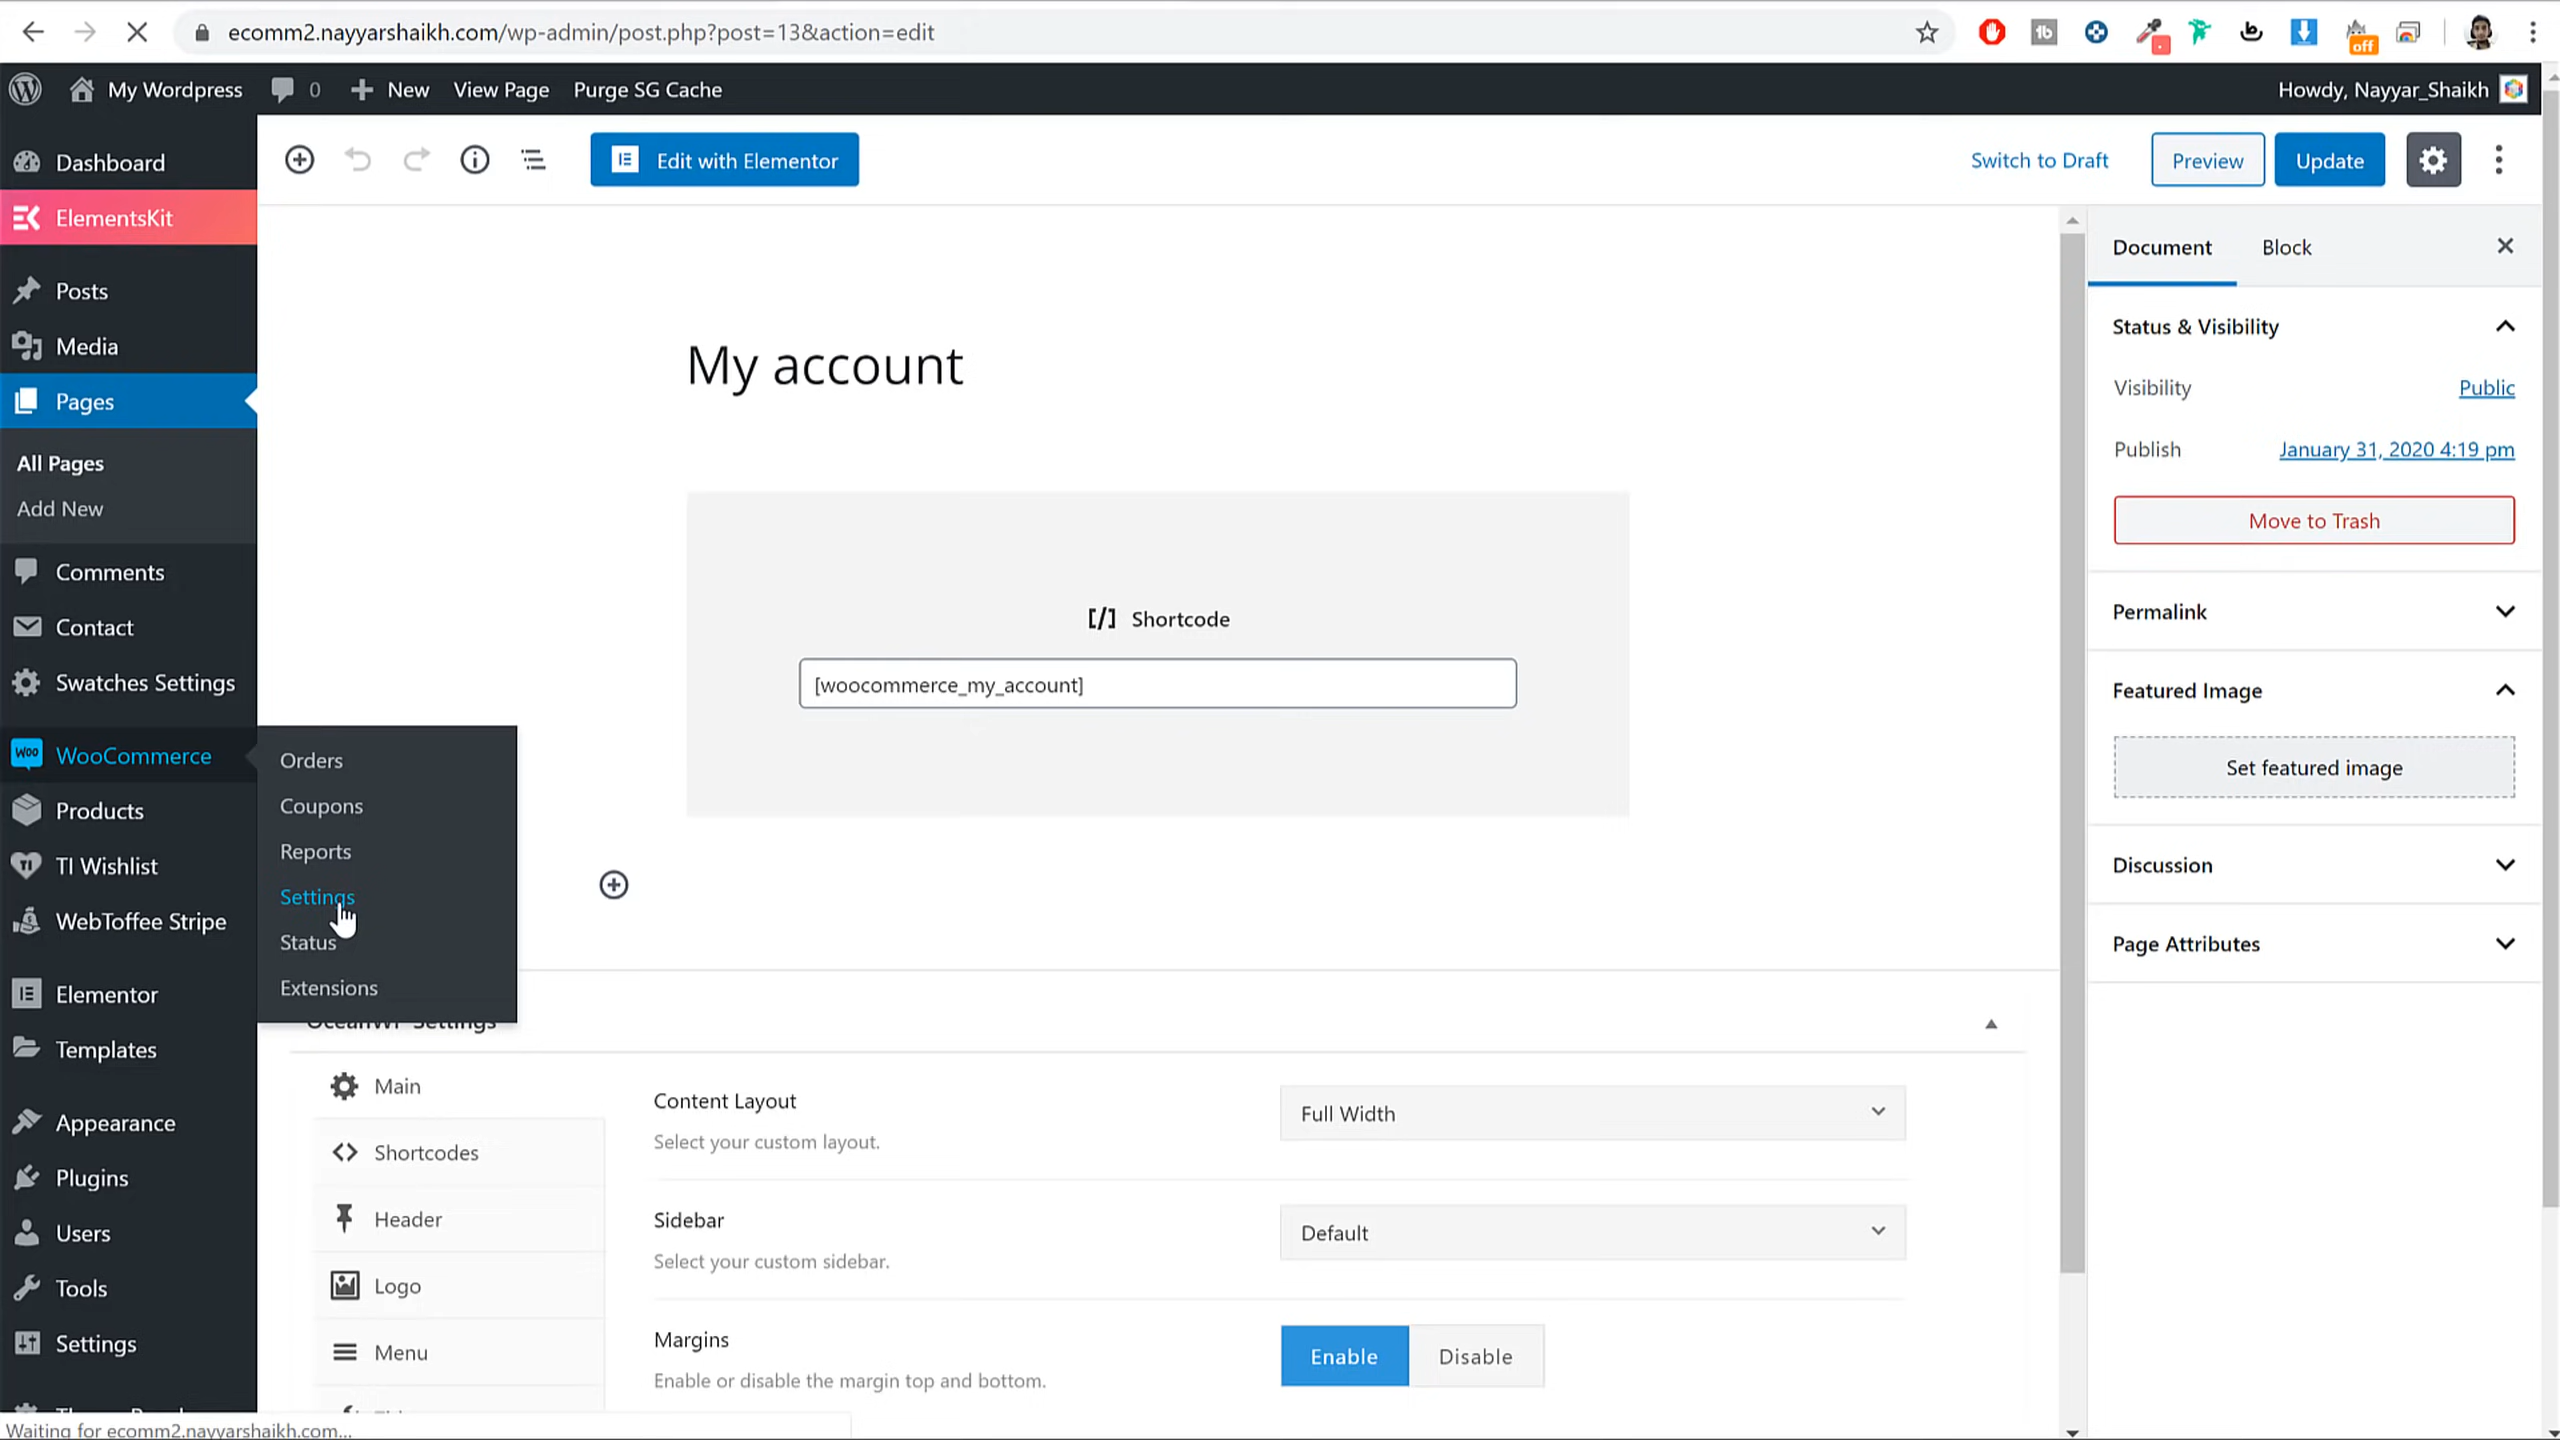 ecomm2.nayyarshaikh.com/wp-admin/post.php?post=13&action=edit
off
My Wordpress
0
New
View Page
Purge SG Cache
Howdy, Nayyar_Shaikh
Dashboard
ElementsKit
Posts
Media
Pages
All Pages
Add New
Comments
Contact
Swatches Settings
WooCommerce
Products
TI Wishlist
WebToffee Stripe
Elementor
Templates
Appearance
Plugins
Users
Tools
Settings
Orders
Coupons
Reports
Settings
Status
Extensions
Edit with Elementor
Switch to Draft
Preview
Update
My account
[/] Shortcode
[woocommerce_my_account]
OceanWP Settings
Main
Shortcodes
Header
Logo
Menu
Content Layout
Select your custom layout.
Full Width
Sidebar
Select your custom sidebar.
Default
Margins
Enable or disable the margin top and bottom.
Enable
Disable
Document
Block
Status & Visibility
Visibility
Public
Publish
January 31, 2020 4:19 pm
Move to Trash
Permalink
Featured Image
Set featured image
Discussion
Page Attributes
Waiting for ecomm2.nayyarshaikh.com...